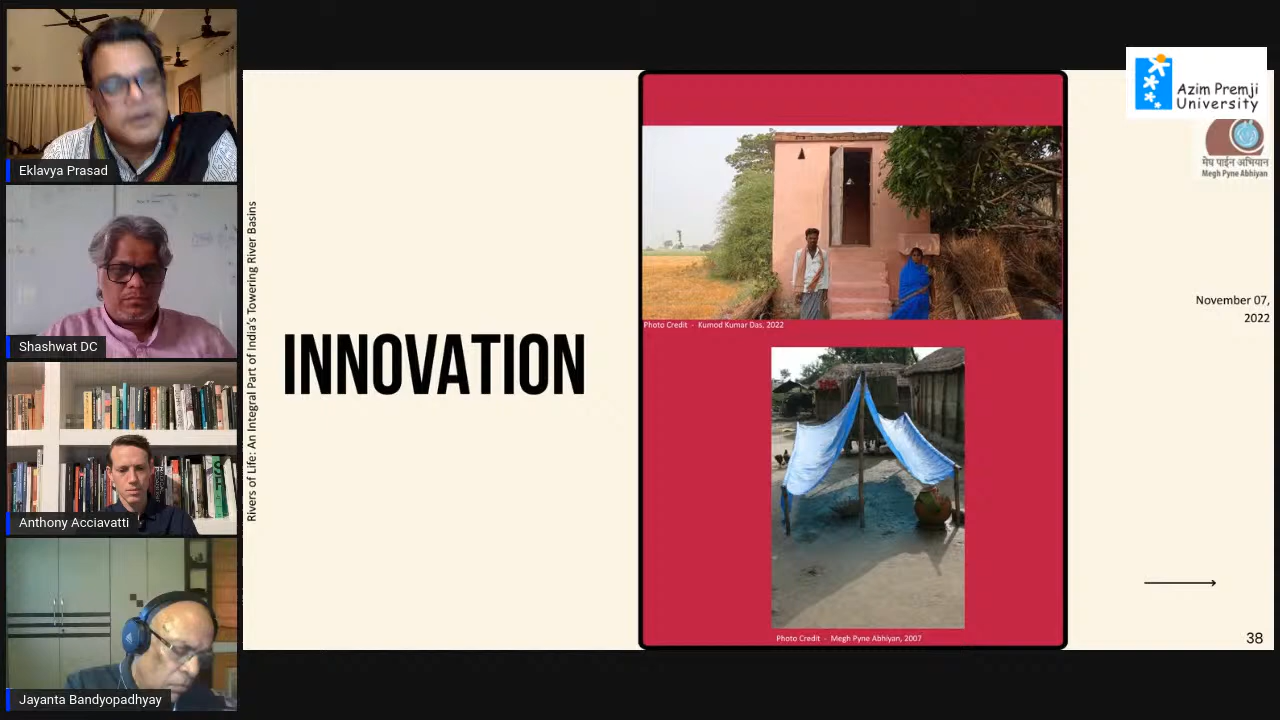 Eklavya Prasad
Shashwat DC
Anthony Acciavatti
Jayanta Bandyopadhyay
Rivers of Life: An Integral Part of India's Towering River Basins
INNOVATION
Photo Credit - Kumod Kumar Das, 2022
Photo Credit - Megh Pyne Abhiyan, 2007
Azim Premji
University
मेघ पाईन अभियान
Megh Pyne Abhiyan
November 07,
2022
38